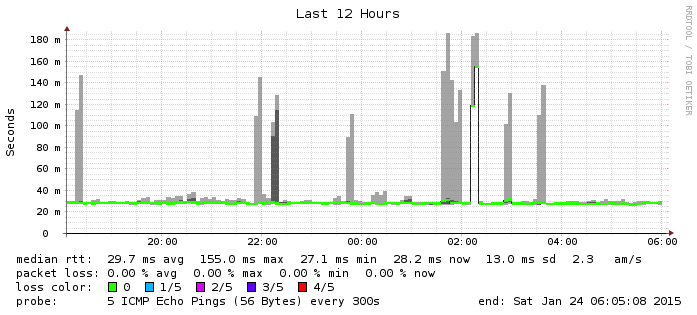 Last 12 Hours
RRDTOOL / TOBI OETIKER
Seconds
180 m
160 m
140 m
120 m
100 m
80 m
60 m
40 m
20 m
0
20:00 22:00 00:00 02:00 04:00 06:00
median rtt: 29.7 ms avg 155.0 ms max 27.1 ms min 28.2 ms now 13.0 ms sd 2.3 am/s
packet loss: 0.00 % avg 0.00 % max 0.00 % min 0.00 % now
loss color: 0 1/5 2/5 3/5 4/5
probe: 5 ICMP Echo Pings (56 Bytes) every 300s end: Sat Jan 24 06:05:08 2015